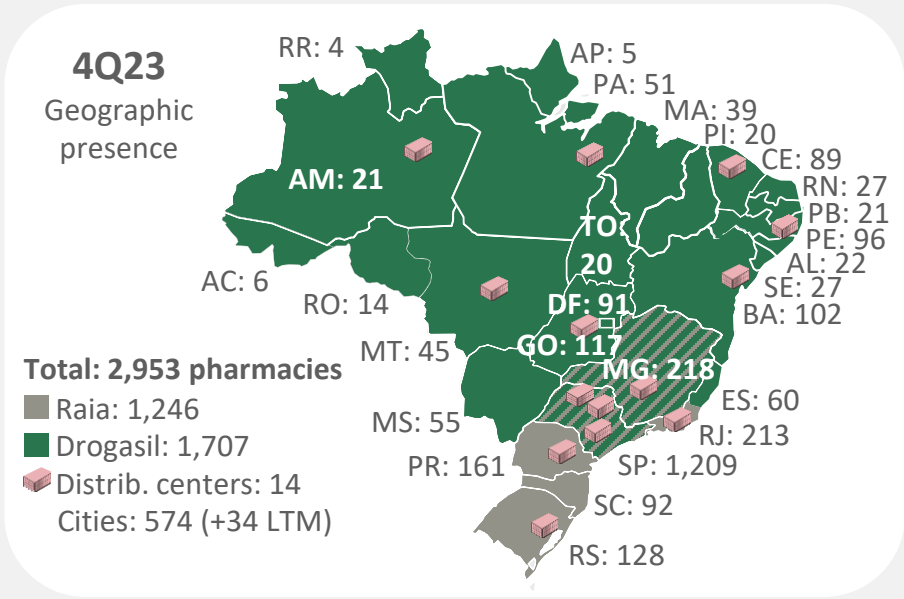 4Q23
Geographic
presence
RR: 4
AP: 5
PA: 51
MA: 39
PI: 20
CE: 89
RN: 27
PB: 21
PE: 96
AL: 22
SE: 27
BA: 102
AM: 21
TO:
20
AC: 6
RO: 14
DF: 91
GO: 117
MT: 45
MG: 218
MS: 55
ES: 60
RJ: 213
SP: 1,209
PR: 161
SC: 92
RS: 128
Total: 2,953 pharmacies
Raia: 1,246
Drogasil: 1,707
Distrib. centers: 14
Cities: 574 (+34 LTM)